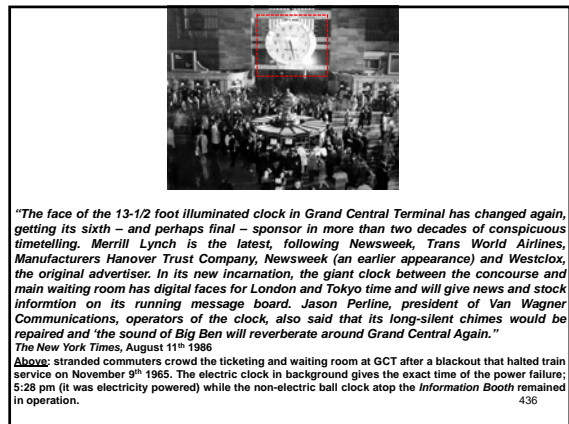 “The face of the 13-1/2 foot illuminated clock in Grand Central Terminal has changed again,
getting its sixth – and perhaps final – sponsor in more than two decades of conspicuous
timetelling. Merrill Lynch is the latest, following Newsweek, Trans World Airlines,
Manufacturers Hanover Trust Company, Newsweek (an earlier appearance) and Westclox,
the original advertiser. In its new incarnation, the giant clock between the concourse and
main waiting room has digital faces for London and Tokyo time and will give news and stock
informtion on its running message board. Jason Perline, president of Van Wagner
Communications, operators of the clock, also said that its long-silent chimes would be
repaired and ‘the sound of Big Ben will reverberate around Grand Central Again.”
The New York Times, August 11th 1986
Above: stranded commuters crowd the ticketing and waiting room at GCT after a blackout that halted train
service on November 9th 1965. The electric clock in background gives the exact time of the power failure;
5:28 pm (it was electricity powered) while the non-electric ball clock atop the Information Booth remained
in operation.
436